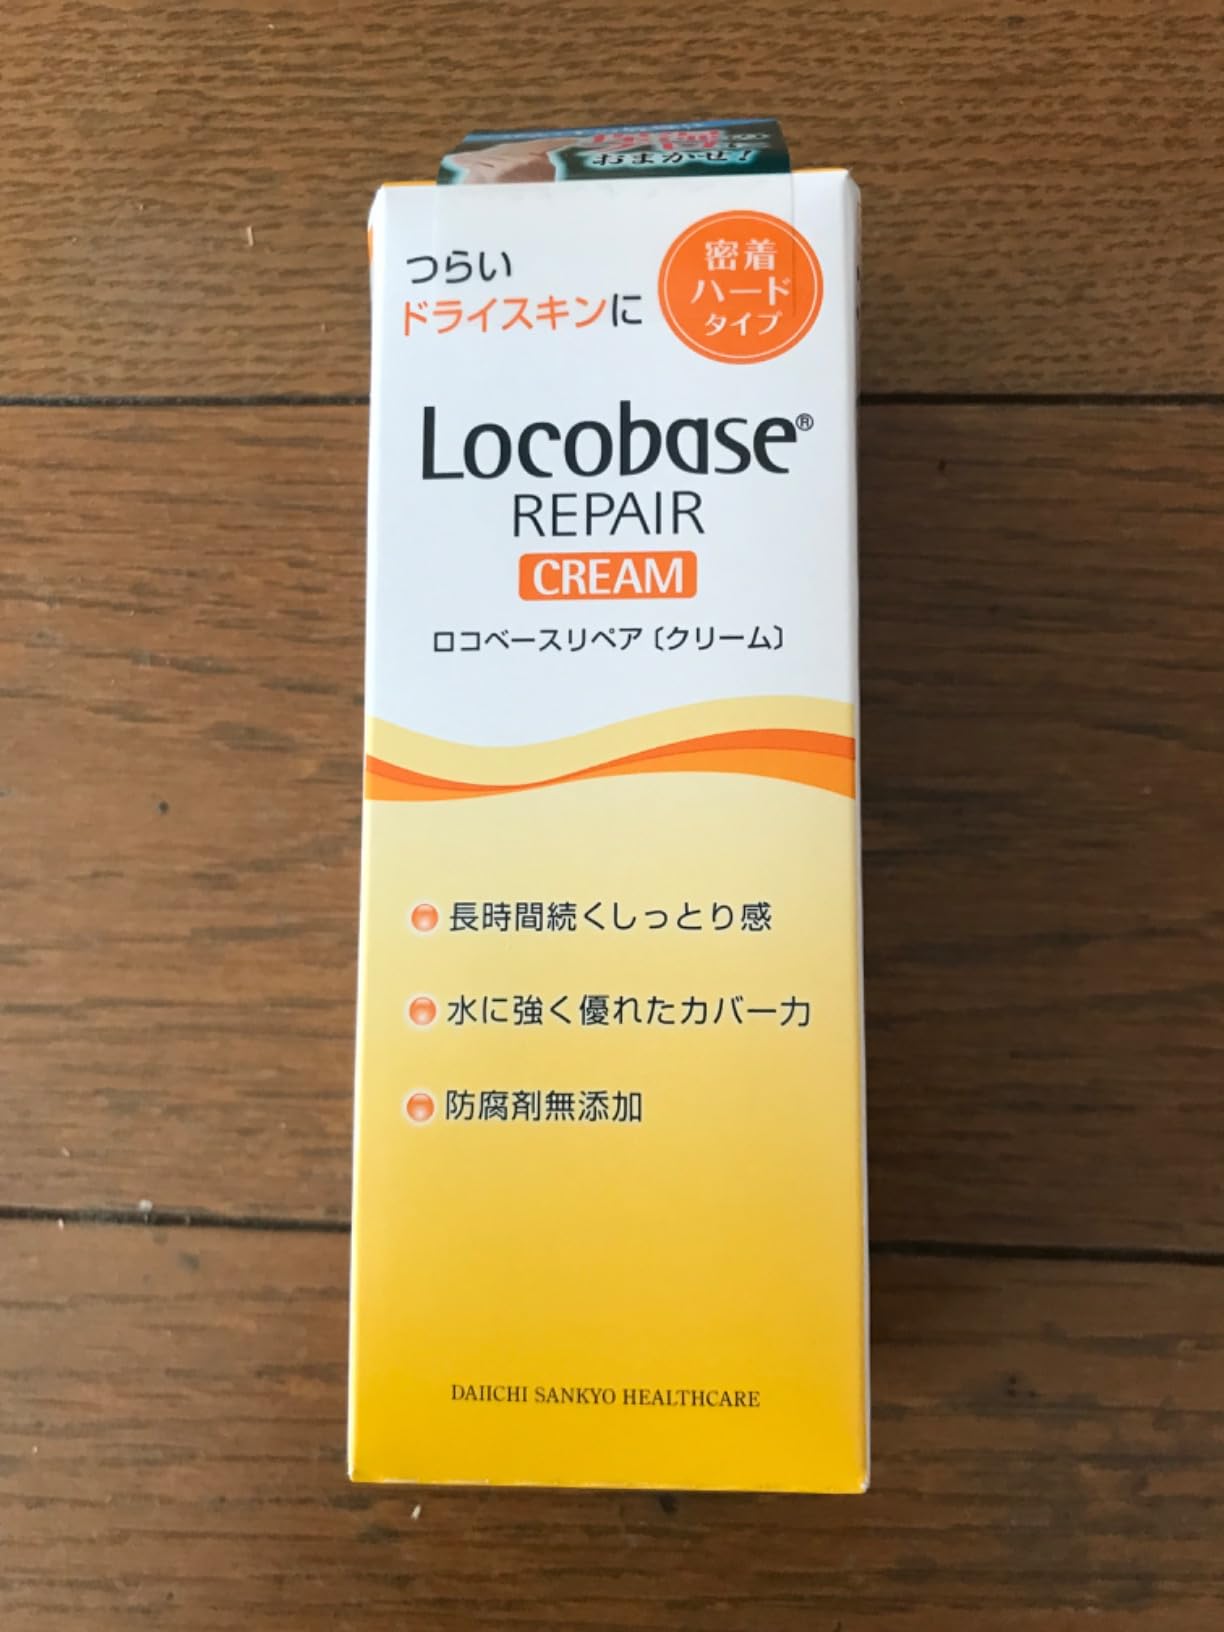 おまかせ!
つらい
ドライスキンに
密着
ハード
タイプ
Locobase®
REPAIR
CREAM
ロコベースリペア〔クリーム〕
長時間続くしっとり感
水に強く優れたカバー力
防腐剤無添加
DAIICHI SANKYO HEALTHCARE